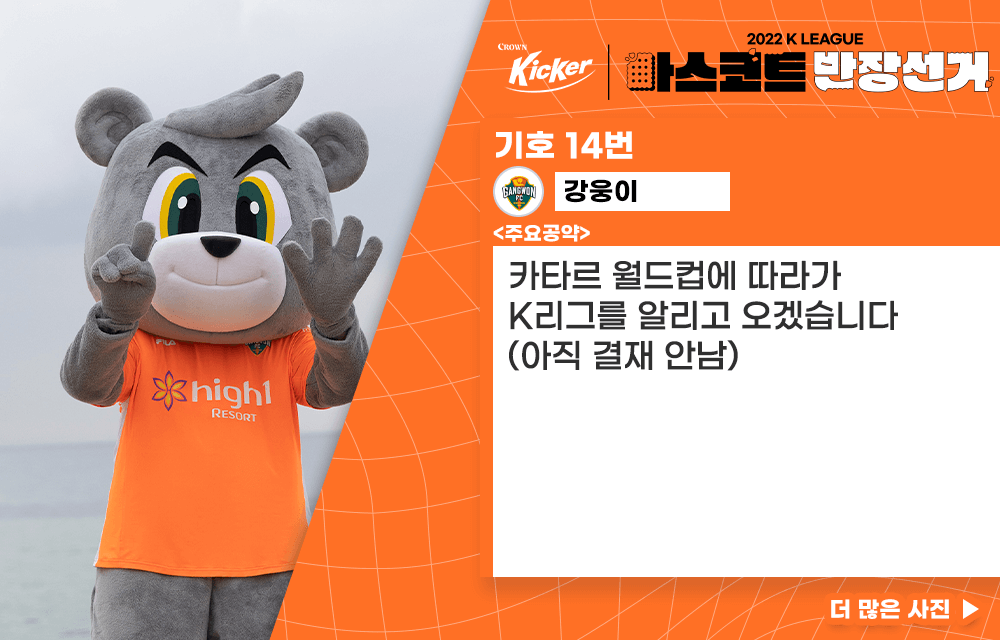 CROWN
Kicker
2022 K LEAGUE
마스코트 반장선거
기호 14번
GANGWON
FC
강웅이
<주요공약>
카타르 월드컵에 따라가
K리그를 알리고 오겠습니다
(아직 결재 안남)
high1
RESORT
더 많은 사진 ▶